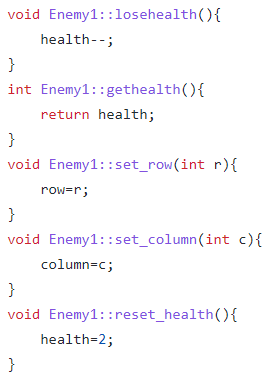 void Enemy1::losehealth(){
    health--;
}
int Enemy1::gethealth(){
    return health;
}
void Enemy1::set_row(int r){
    row=r;
}
void Enemy1::set_column(int c){
    column=c;
}
void Enemy1::reset_health(){
    health=2;
}